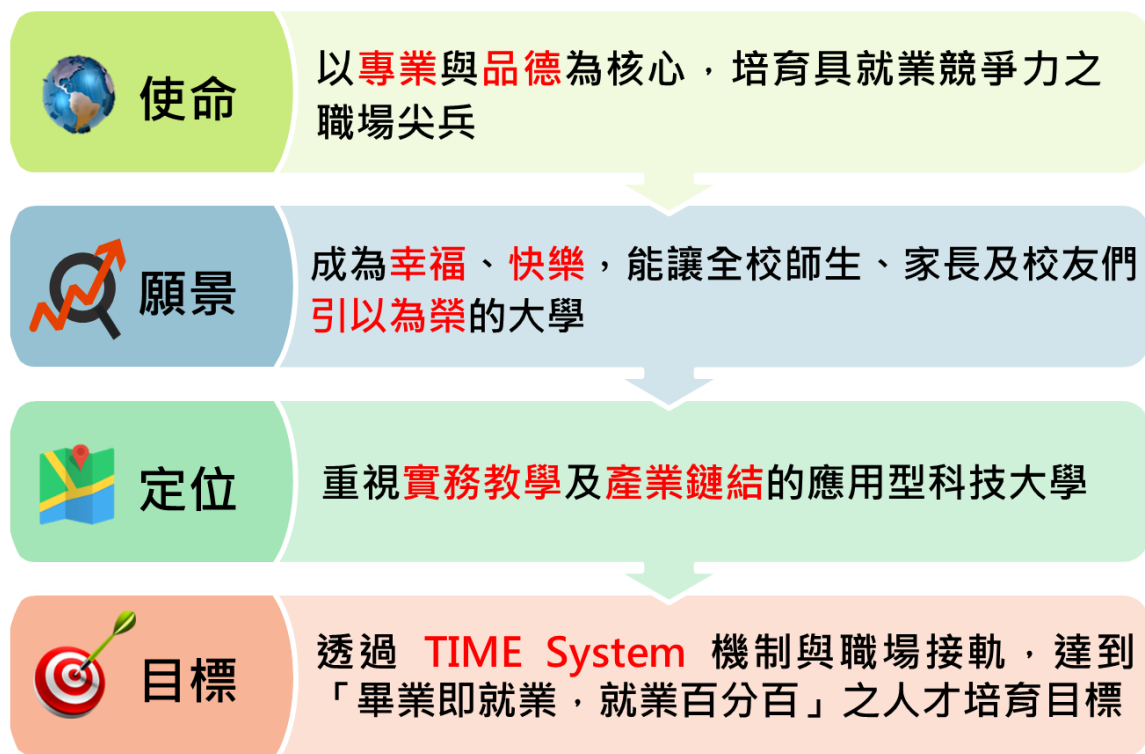 使命
以專業與品德為核心，培育具就業競爭力之
職場尖兵
願景
成為幸福、快樂，能讓全校師生、家長及校友們
引以為榮的大學
定位
重視實務教學及產業鏈結的應用型科技大學
目標
透過 TIME System 機制與職場接軌，達到
「畢業即就業，就業百分百」之人才培育目標